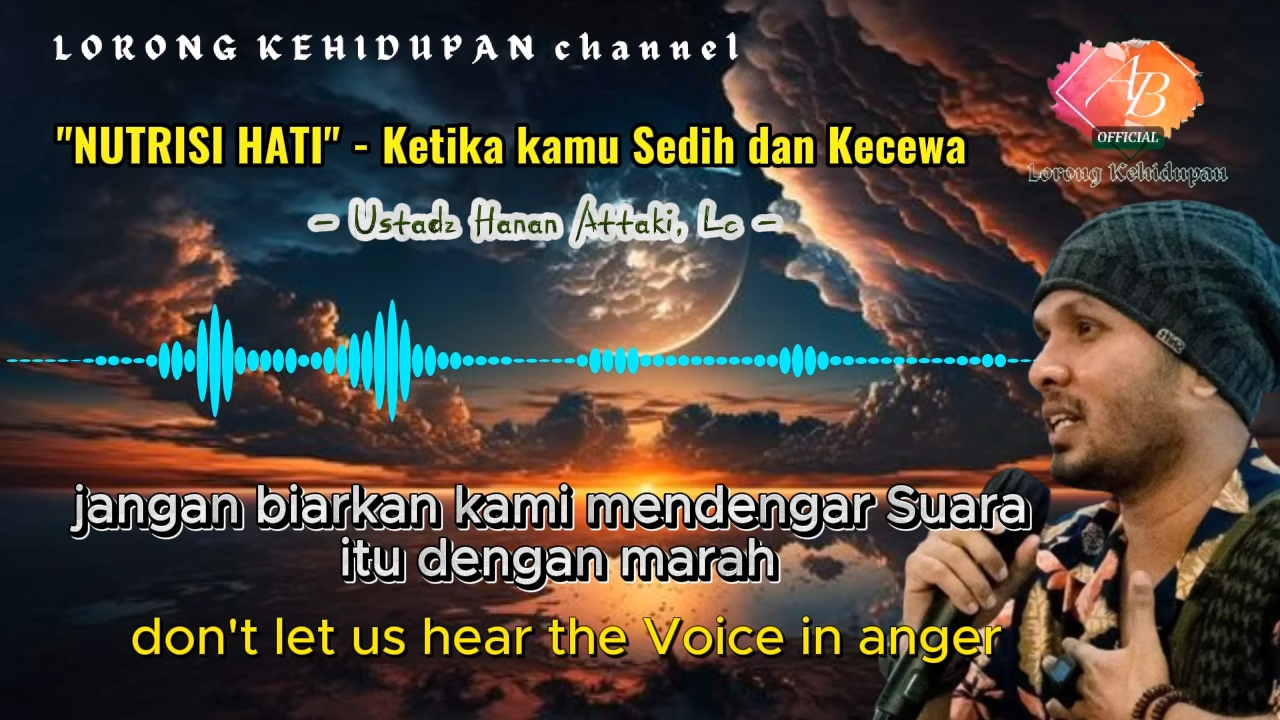 LORONG KEHIDUPAN channel
AB
OFFICIAL
Lorong Kehidupan
"NUTRISI HATI" - Ketika kamu Sedih dan Kecewa
- Ustadz Hanan Attaki, Lc -
jangan biarkan kami mendengar Suara
itu dengan marah
don't let us hear the Voice in anger